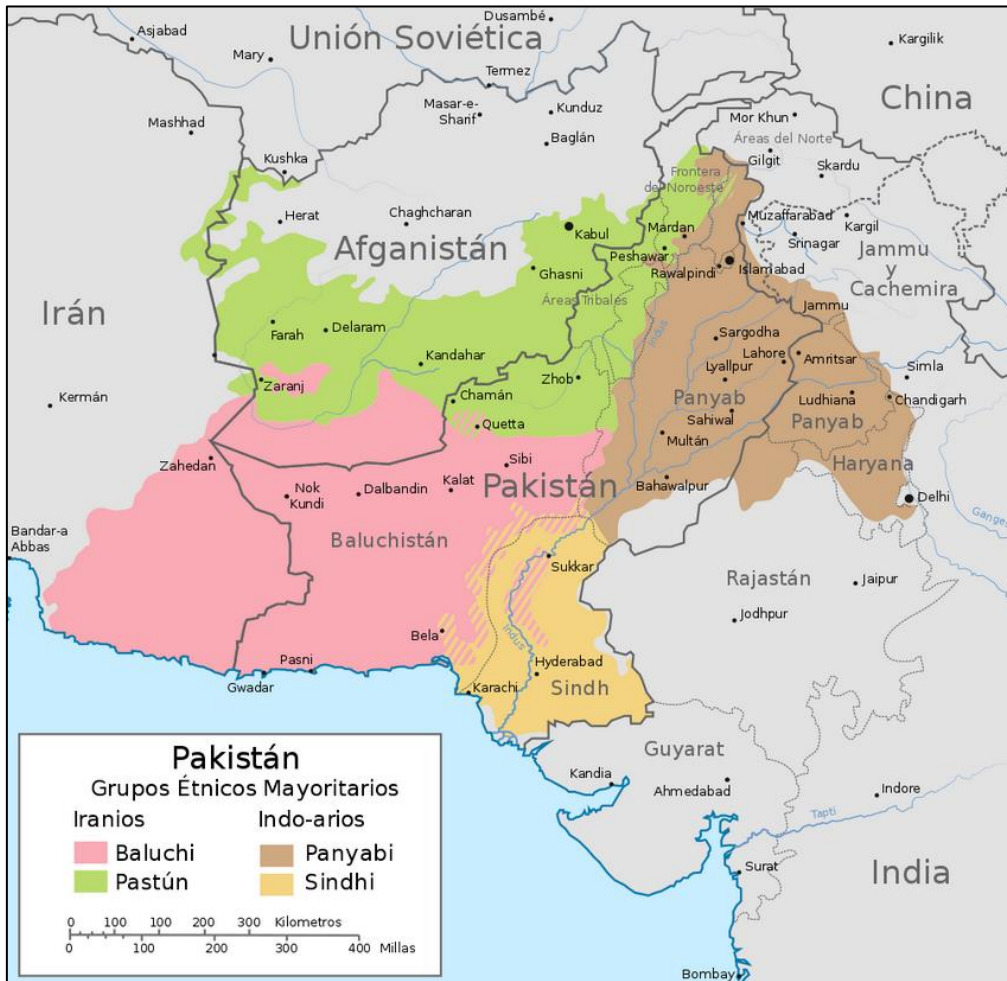 Dusambé
Asjabad
Unión Soviética
Kargilik
Mary
Termez
China
Masar-e-
Sharif
Kunduz
Mor Khun
Mashhad
Baglán
Áreas del Norte
Kushka
Gilgit
Skardu
Frontera
del Noroeste
Herat
Chaghcharan
Kabul
Mardan
Muzaffarabad
Kargil
Srinagar
Afganistán
Peshawar
Jammu
y
Cachemira
Ghasni
Rawalpindi
Islamabad
Irán
Áreas Tribales
Indus
Jammu
Farah
Delaram
Sargodha
Lahore
Amritsar
Kandahar
Simla
Zaranj
Zhob
Lyallpur
Kermán
Chamán
Panyab
Ludhiana
Chandigarh
Quetta
Sahiwal
Panyab
Multán
Zahedan
Sibi
Haryana
Nok
Kundi
Dalbandin
Kalat
Pakistán
Bahawalpur
Delhi
Ganges
Bandar-a
Abbas
Baluchistán
Sukkar
Rajastán
Jaipur
Jodhpur
Bela
Indus
Pasni
Hyderabad
Gwadar
Karachi
Sindh
Guyarat
Kandia
Ahmedabad
Indore
Tapti
Surat
India
Bombay
Pakistán
Grupos Étnicos Mayoritarios
Iranios
Indo-arios
Baluchi
Panyabi
Pastún
Sindhi
0 100 100 200 300 Kilometros
0 100 200 300 400 Millas